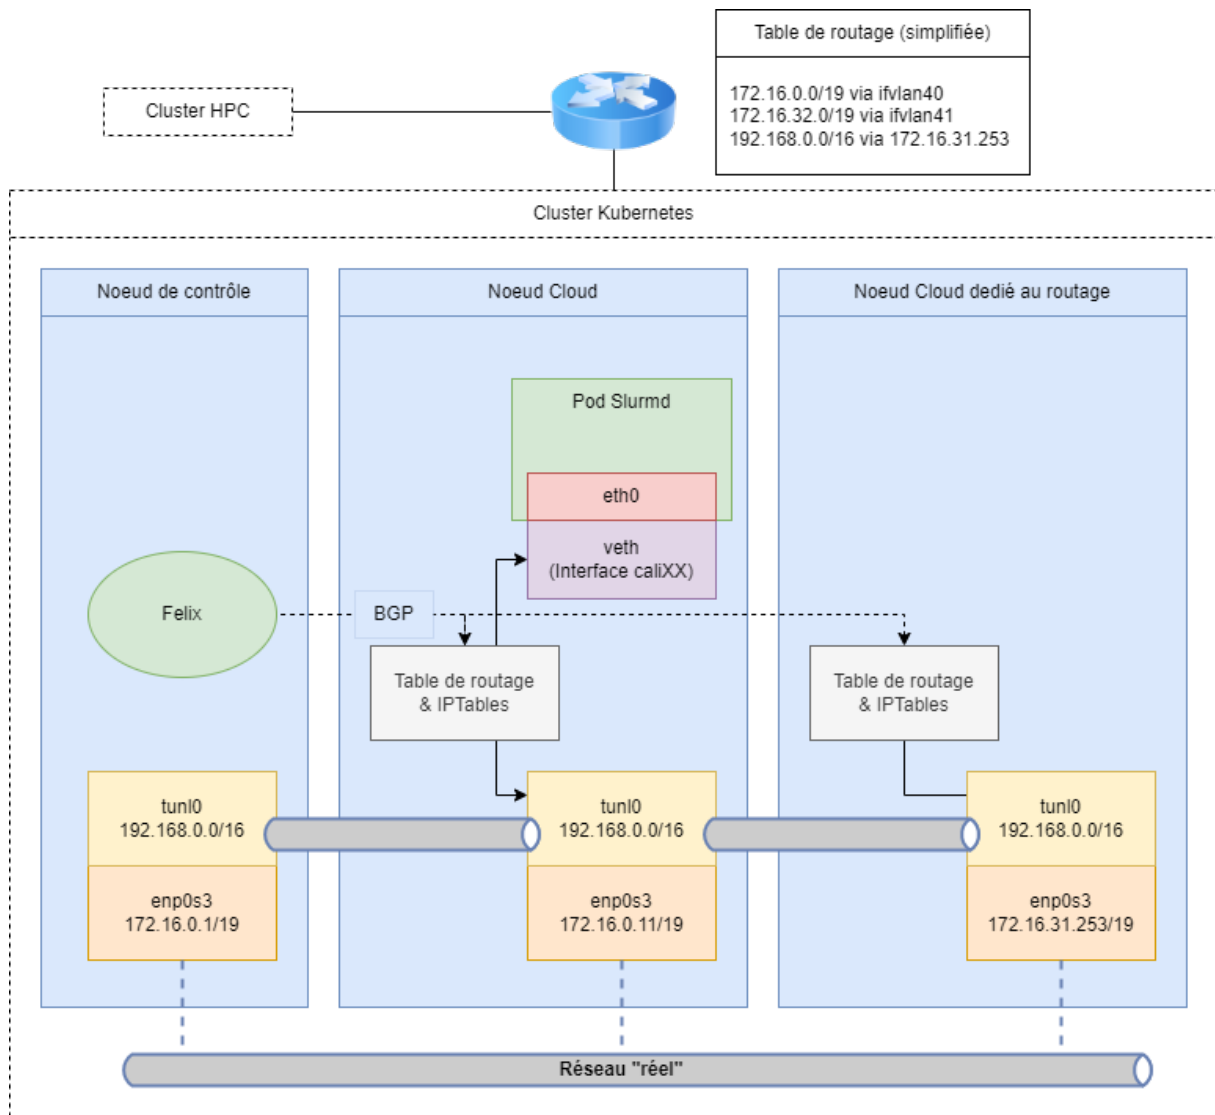 Table de routage (simplifiée)
172.16.0.0/19 via ifvlan40
172.16.32.0/19 via ifvlan41
192.168.0.0/16 via 172.16.31.253
Cluster HPC
Cluster Kubernetes
Noeud de contrôle
Noeud Cloud
Noeud Cloud dedié au routage
Pod Slurmd
eth0
veth
(Interface caliXX)
Felix
BGP
Table de routage
& IPTables
Table de routage
& IPTables
tunl0
192.168.0.0/16
tunl0
192.168.0.0/16
tunl0
192.168.0.0/16
enp0s3
172.16.0.1/19
enp0s3
172.16.0.11/19
enp0s3
172.16.31.253/19
Réseau "réel"